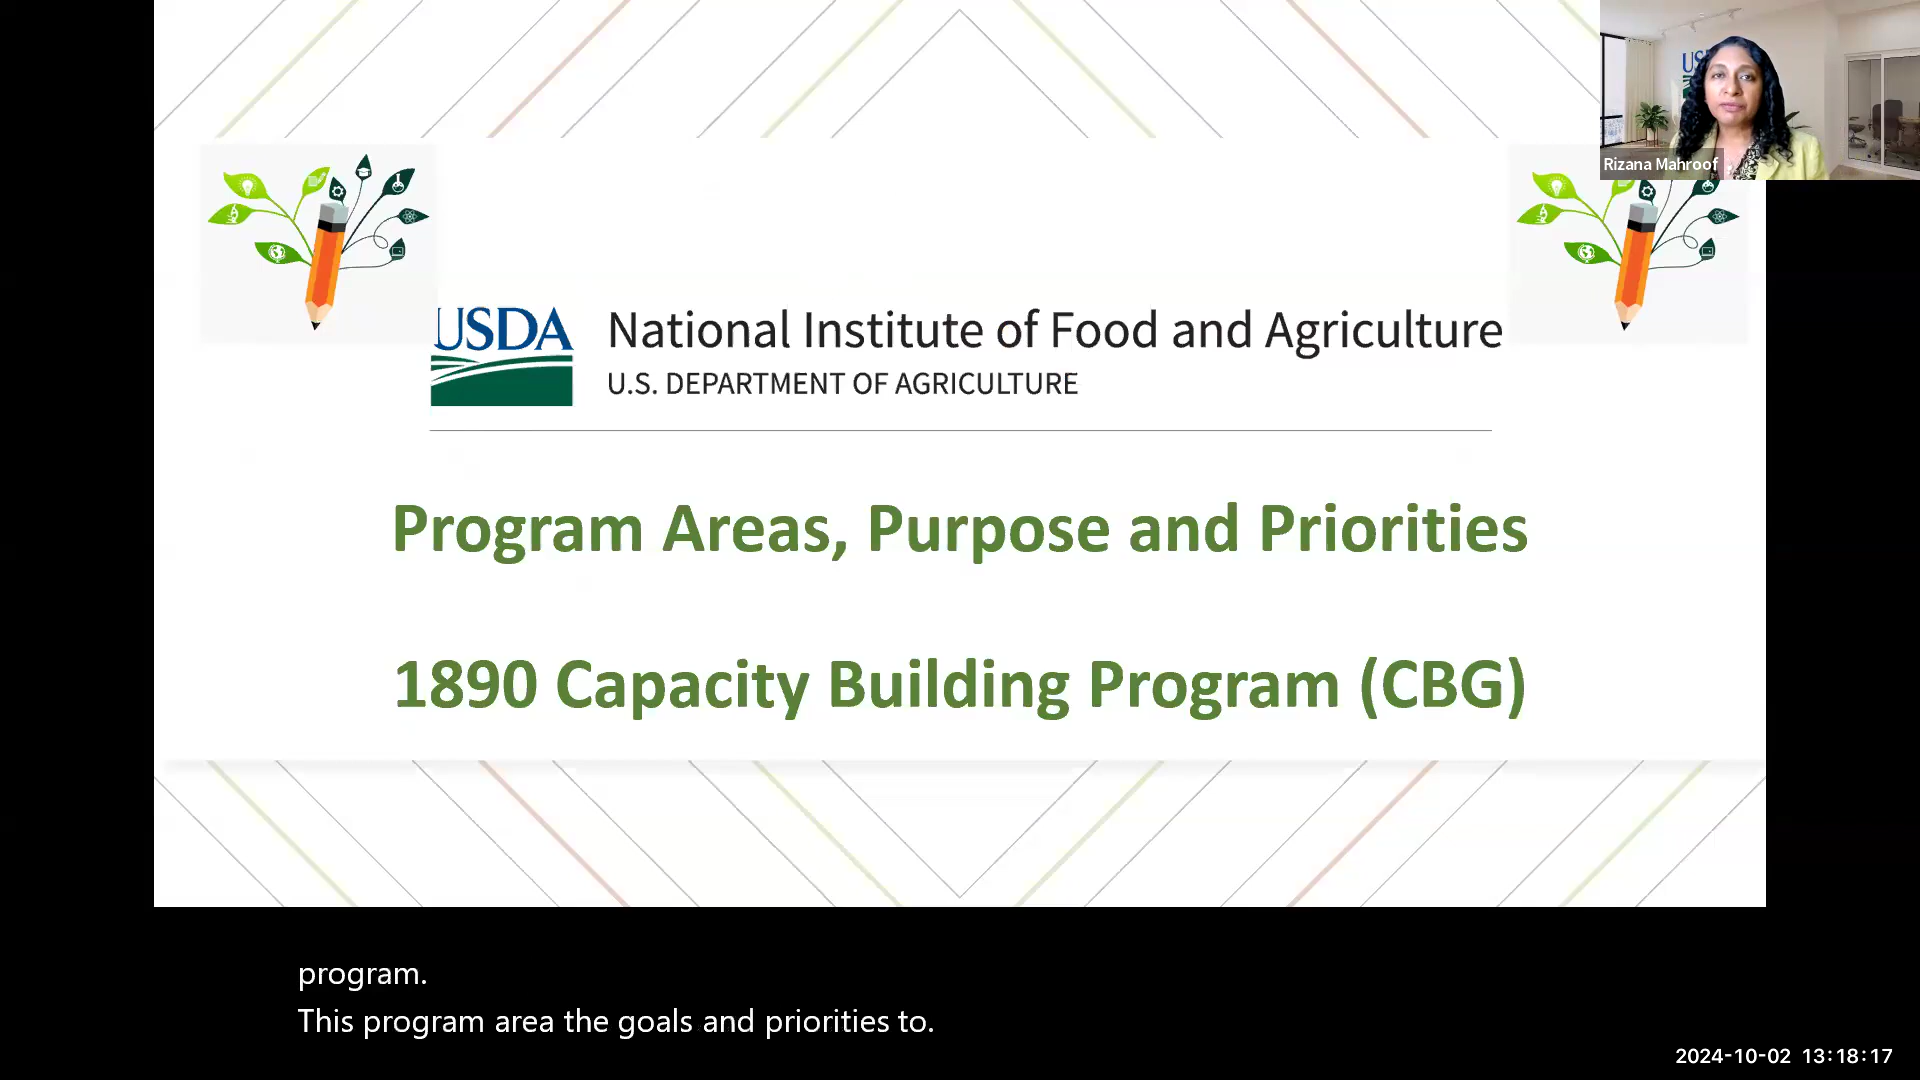 US
Rizana Mahroof
USDA
National Institute of Food and Agriculture
U.S. DEPARTMENT OF AGRICULTURE
Program Areas, Purpose and Priorities
1890 Capacity Building Program (CBG)
program.
This program area the goals and priorities to.
2024-10-02 13:18:17